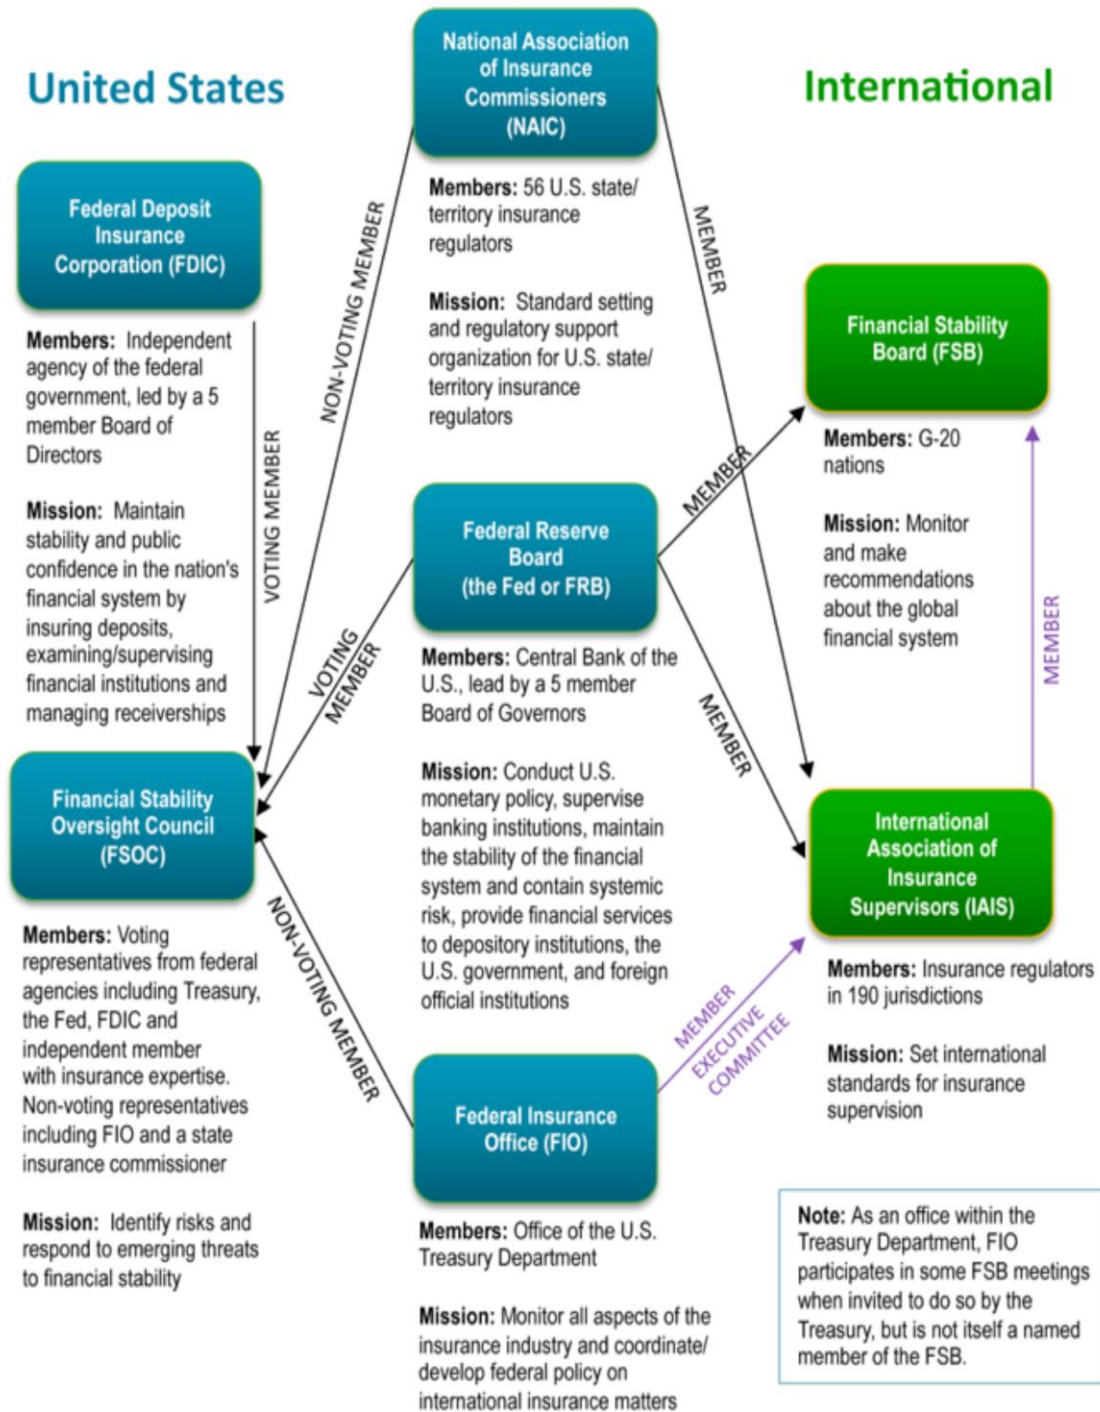 United States
International
National Association
of Insurance
Commissioners
(NAIC)
Members: 56 U.S. state/
territory insurance
regulators
Mission: Standard setting
and regulatory support
organization for U.S. state/
territory insurance
regulators
Federal Deposit
Insurance
Corporation (FDIC)
Members: Independent
agency of the federal
government, led by a 5
member Board of
Directors
Mission: Maintain
stability and public
confidence in the nation's
financial system by
insuring deposits,
examining/supervising
financial institutions and
managing receiverships
VOTING MEMBER
NON-VOTING MEMBER
MEMBER
Financial Stability
Board (FSB)
Members: G-20
nations
Mission: Monitor
and make
recommendations
about the global
financial system
MEMBER
MEMBER
Federal Reserve
Board
(the Fed or FRB)
Members: Central Bank of the
U.S., lead by a 5 member
Board of Governors
Mission: Conduct U.S.
monetary policy, supervise
banking institutions, maintain
the stability of the financial
system and contain systemic
risk, provide financial services
to depository institutions, the
U.S. government, and foreign
official institutions
VOTING
MEMBER
MEMBER
Financial Stability
Oversight Council
(FSOC)
Members: Voting
representatives from federal
agencies including Treasury,
the Fed, FDIC and
independent member
with insurance expertise.
Non-voting representatives
including FIO and a state
insurance commissioner
Mission: Identify risks and
respond to emerging threats
to financial stability
NON-VOTING MEMBER
International
Association of
Insurance
Supervisors (IAIS)
Members: Insurance regulators
in 190 jurisdictions
Mission: Set international
standards for insurance
supervision
MEMBER
EXECUTIVE
COMMITTEE
Federal Insurance
Office (FIO)
Members: Office of the U.S.
Treasury Department
Mission: Monitor all aspects of the
insurance industry and coordinate/
develop federal policy on
international insurance matters
Note: As an office within the
Treasury Department, FIO
participates in some FSB meetings
when invited to do so by the
Treasury, but is not itself a named
member of the FSB.